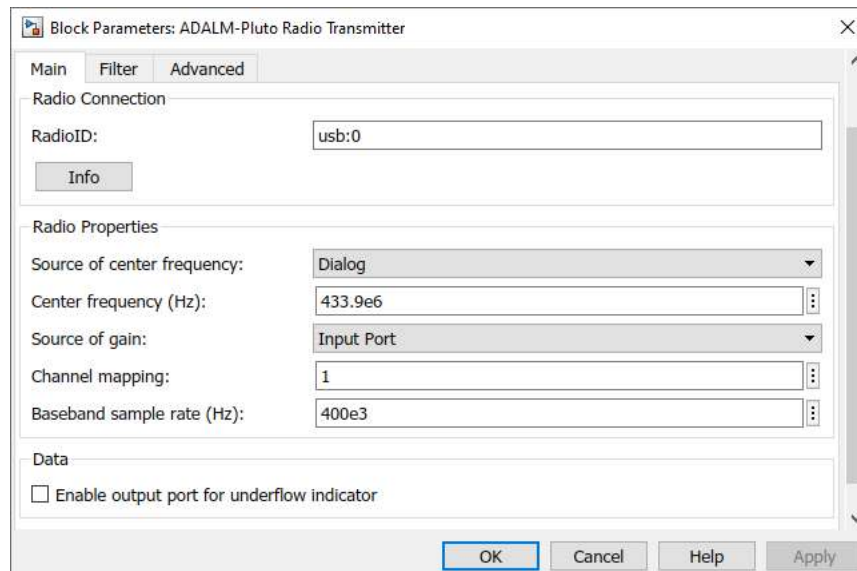 Block Parameters: ADALM-Pluto Radio Transmitter
Main Filter Advanced
Radio Connection
RadioID: usb:0
Info
Radio Properties
Source of center frequency: Dialog
Center frequency (Hz): 433.9e6
Source of gain: Input Port
Channel mapping: 1
Baseband sample rate (Hz): 400e3
Data
Enable output port for underflow indicator
OK Cancel Help Apply